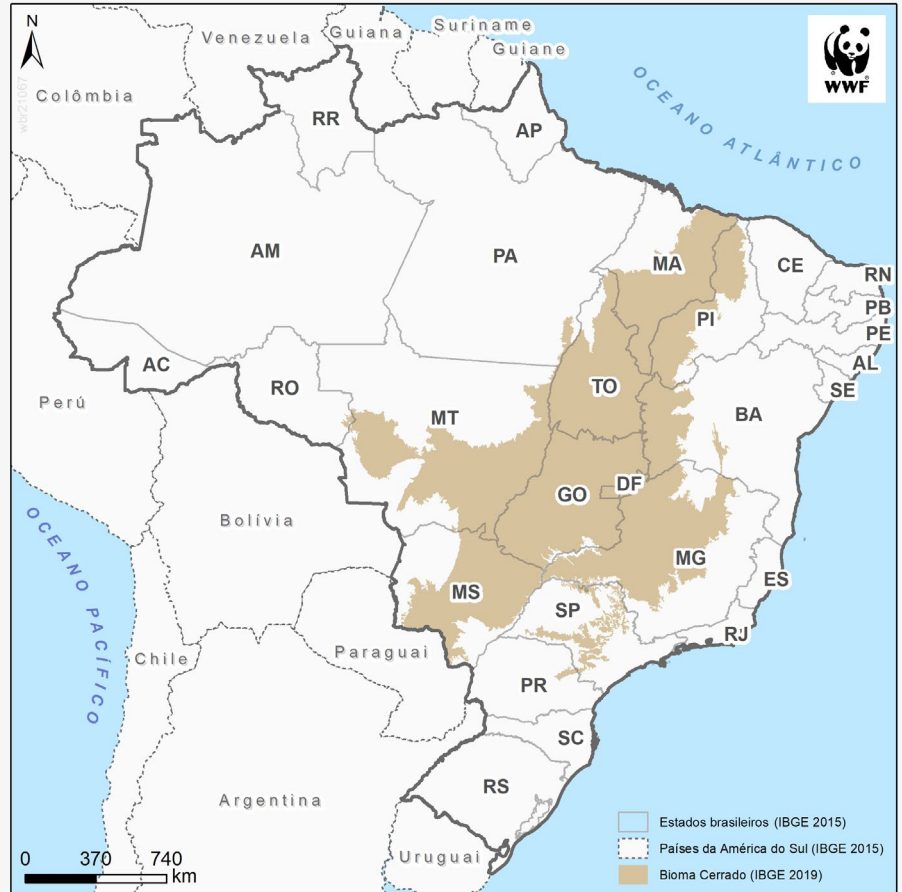 N
wbr21067
Venezuela
Guiana
Suriname
Guiane
Colômbia
OCEANO ATLÂNTICO
WWF
RR
AP
AM
PA
MA
CE
RN
PB
PE
PI
AL
SE
AC
RO
TO
MT
BA
Perú
GO
DF
Bolívia
OCEANO PACÍFICO
MG
ES
MS
SP
RJ
Chile
Paraguai
PR
SC
RS
Argentina
Uruguai
Estados brasileiros (IBGE 2015)
Países da América do Sul (IBGE 2015)
Bioma Cerrado (IBGE 2019)
0 370 740
km